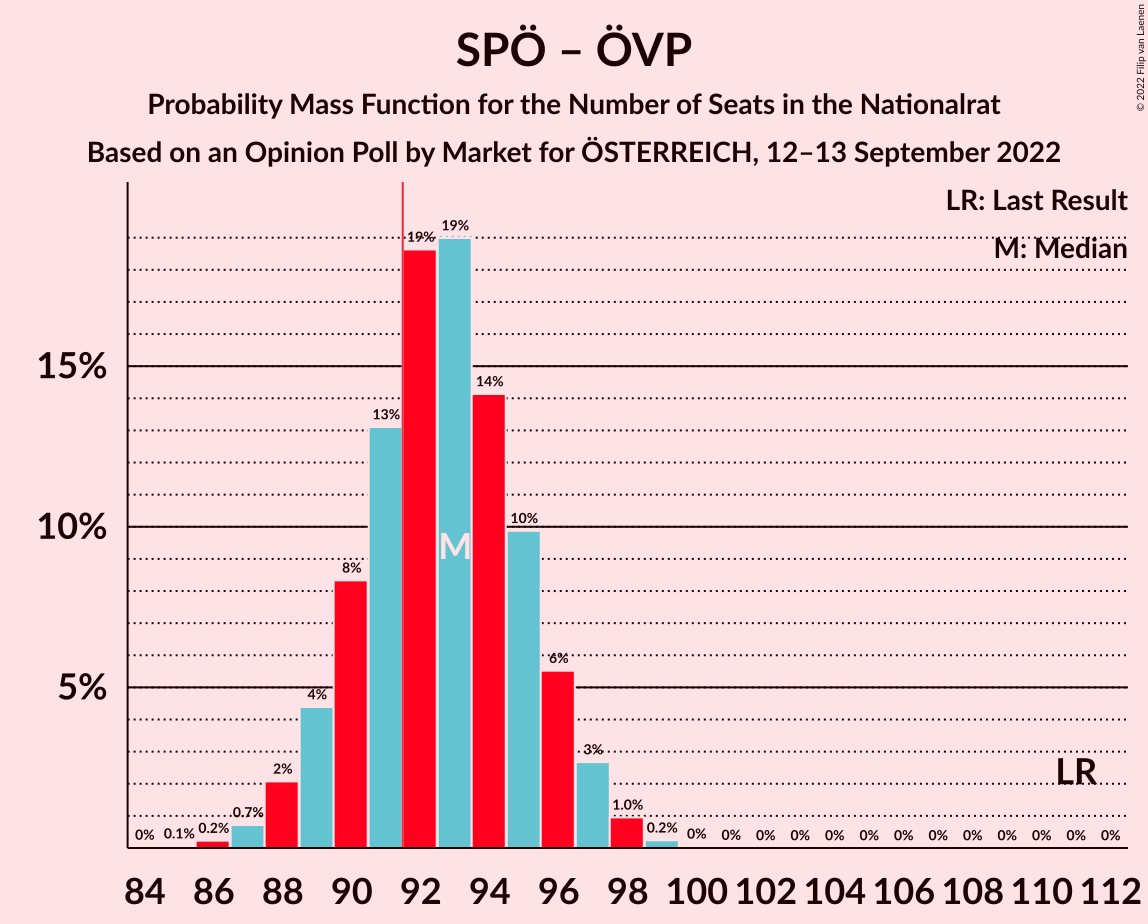 SPÖ – ÖVP
Probability Mass Function for the Number of Seats in the Nationalrat
Based on an Opinion Poll by Market for ÖSTERREICH, 12–13 September 2022
© 2022 Filip van Laenen
LR: Last Result
M: Median
15%
10%
5%
0% 0.1% 0.2% 0.7% 2% 4% 8% 13% 19% 19% 14% 10% 6% 3% 1.0% 0.2% 0% 0% 0% 0% 0% 0% 0% 0% 0% 0% 0% 0% 0%
M
LR
84 86 88 90 92 94 96 98 100 102 104 106 108 110 112